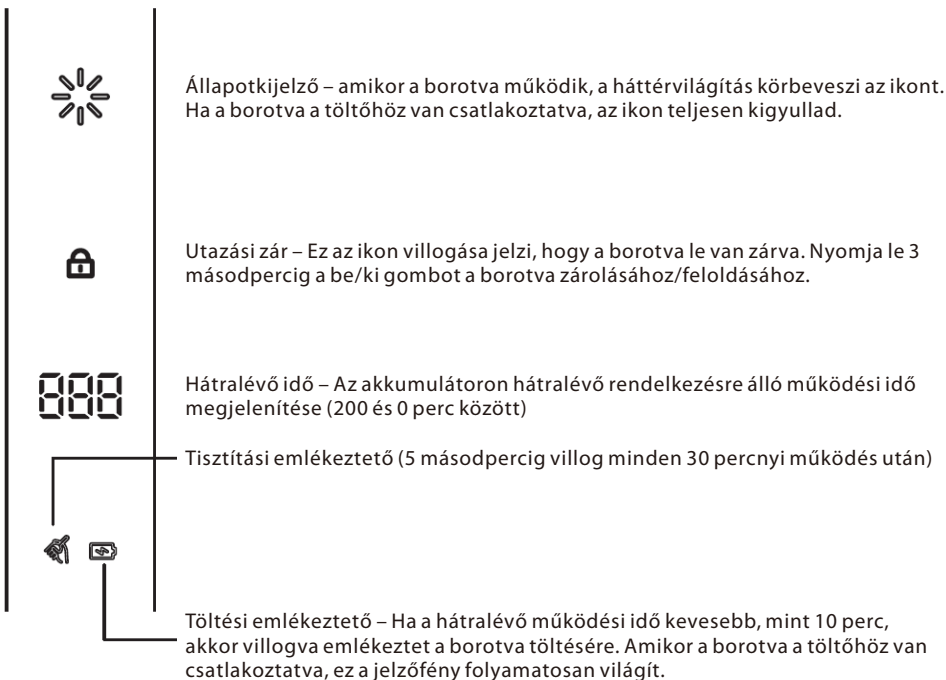 Állapotkijelző – amikor a borotva működik, a háttérvilágítás körbeveszi az ikont.
Ha a borotva a töltőhöz van csatlakoztatva, az ikon teljesen kigyullad.
Utazási zár – Ez az ikon villogása jelzi, hogy a borotva le van zárva. Nyomja le 3
másodpercig a be/ki gombot a borotva zárolásához/feloldásához.
888
Hátralévő idő – Az akkumulátoron hátralévő rendelkezésre álló működési idő
megjelenítése (200 és 0 perc között)
Tisztítási emlékeztető (5 másodpercig villog minden 30 percnyi működés után)
Töltési emlékeztető – Ha a hátralévő működési idő kevesebb, mint 10 perc,
akkor villogva emlékeztet a borotva töltésére. Amikor a borotva a töltőhöz van
csatlakoztatva, ez a jelzőfény folyamatosan világít.